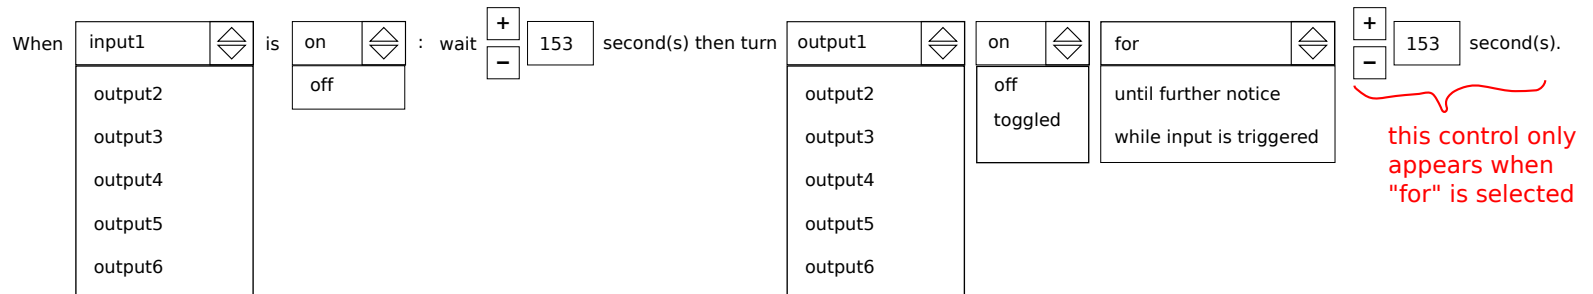 When input1 is on : wait + − 153 second(s) then turn output1 on for + − 153 second(s).
output2
output3
output4
output5
output6
off
output2
output3
output4
output5
output6
off
toggled
until further notice
while input is triggered
this control only
appears when
"for" is selected